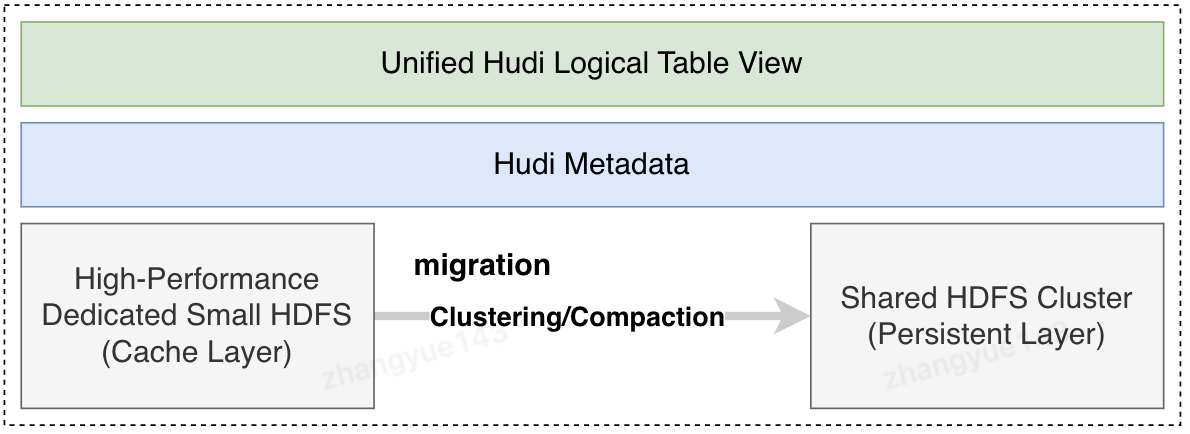 Unified Hudi Logical Table View
Hudi Metadata
High-Performance
Dedicated Small HDFS
(Cache Layer)
migration
Clustering/Compaction
Shared HDFS Cluster
(Persistent Layer)
zhangyue143